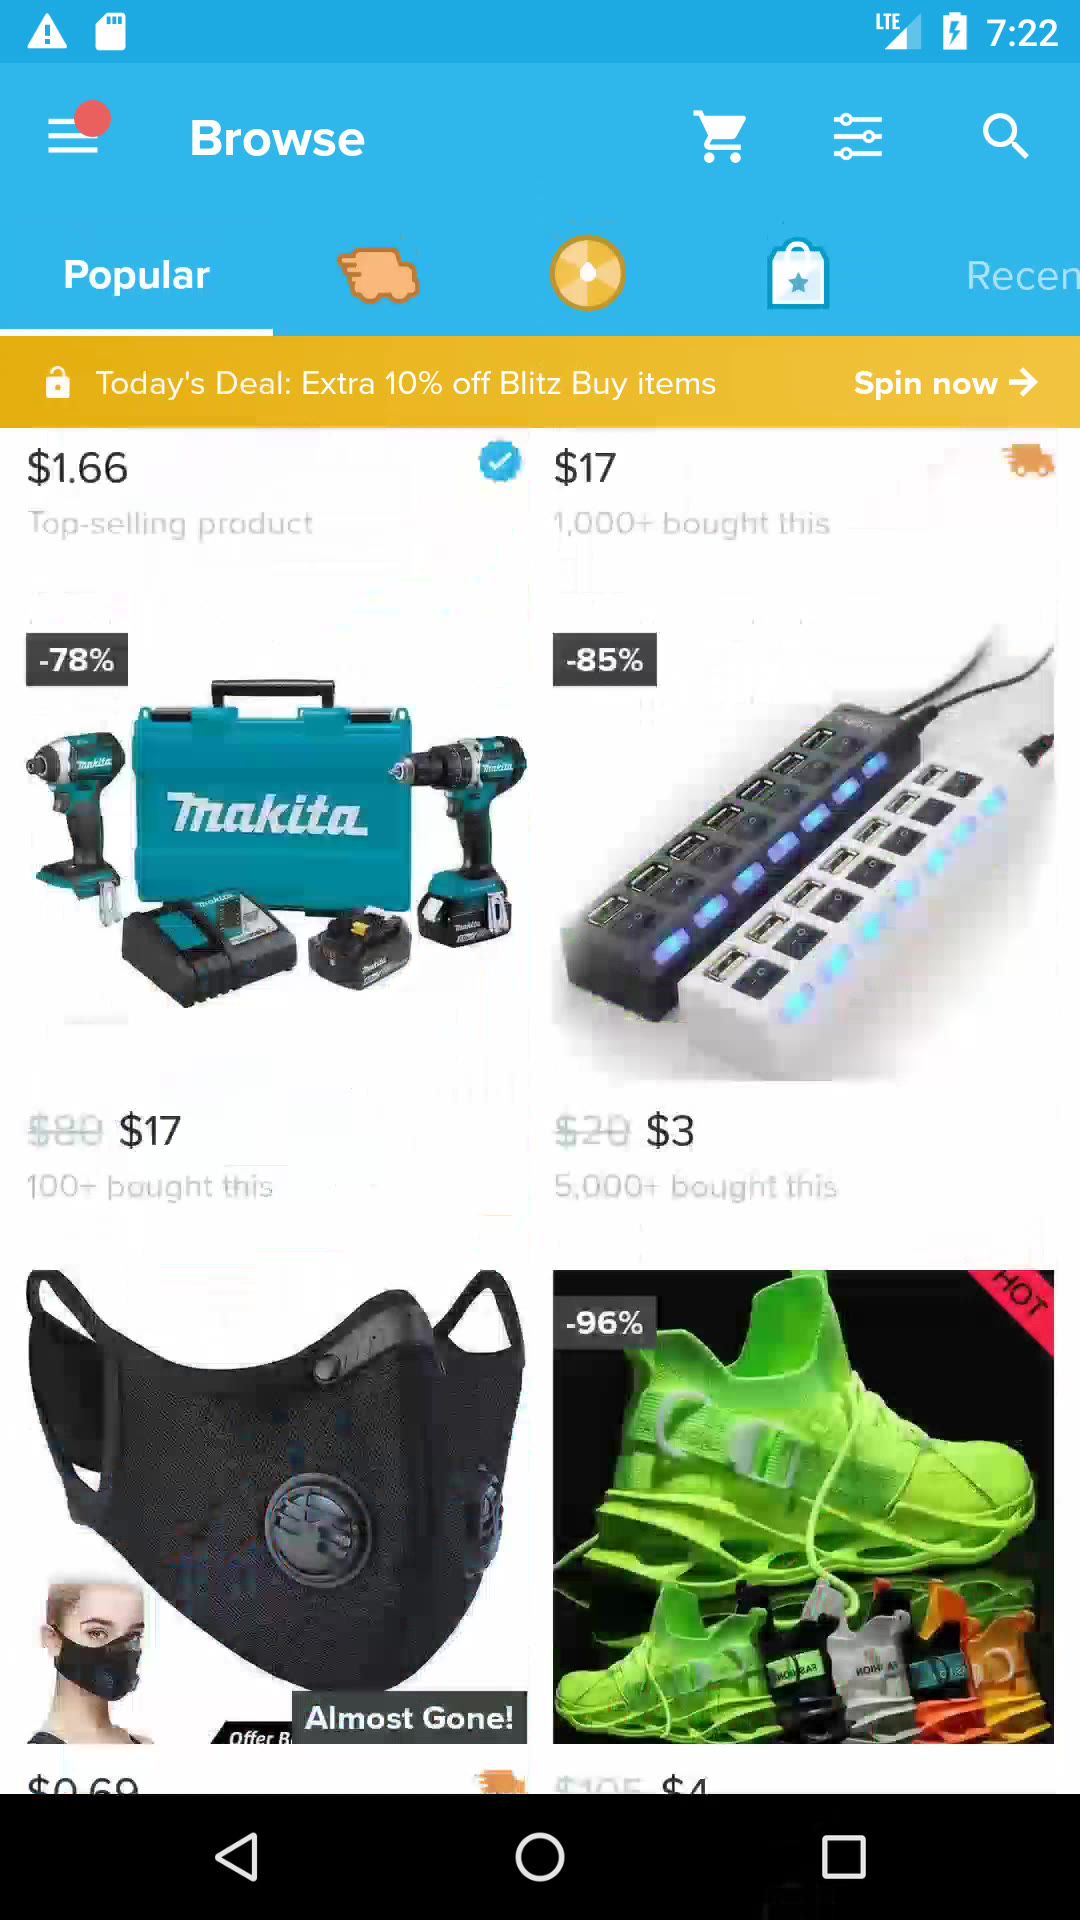 LTE 7:22
Browse
Popular
Recen
Today's Deal: Extra 10% off Blitz Buy items Spin now →
$1.66 $17
Top-selling product 1,000+ bought this
-78% -85%
makita
$80 $17 $20 $3
100+ bought this 5,000+ bought this
HOT
-96%
FASHION
Almost Gone!
Offer B
$0.69 $105 $4